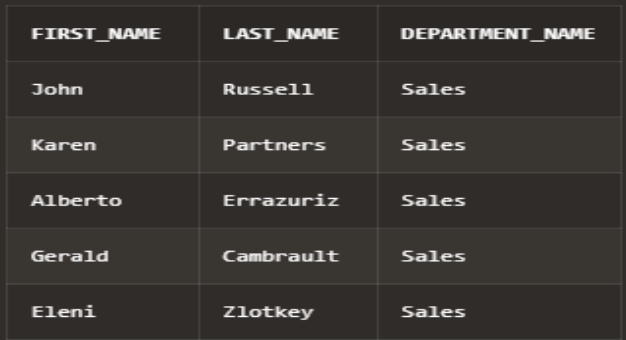 FIRST_NAME LAST_NAME DEPARTMENT_NAME
John Russell Sales
Karen Partners Sales
Alberto Errazuriz Sales
Gerald Cambrault Sales
Eleni Zlotkey Sales